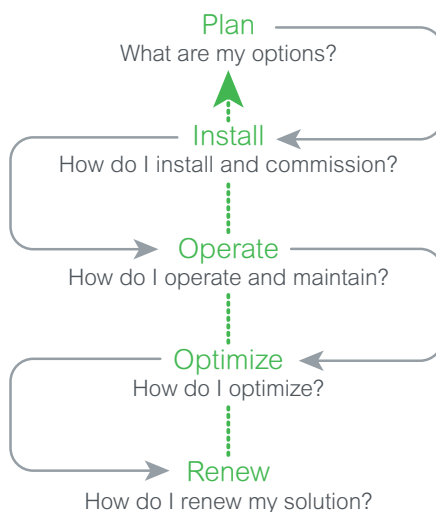 Plan
What are my options?
Install
How do I install and commission?
Operate
How do I operate and maintain?
Optimize
How do I optimize?
Renew
How do I renew my solution?